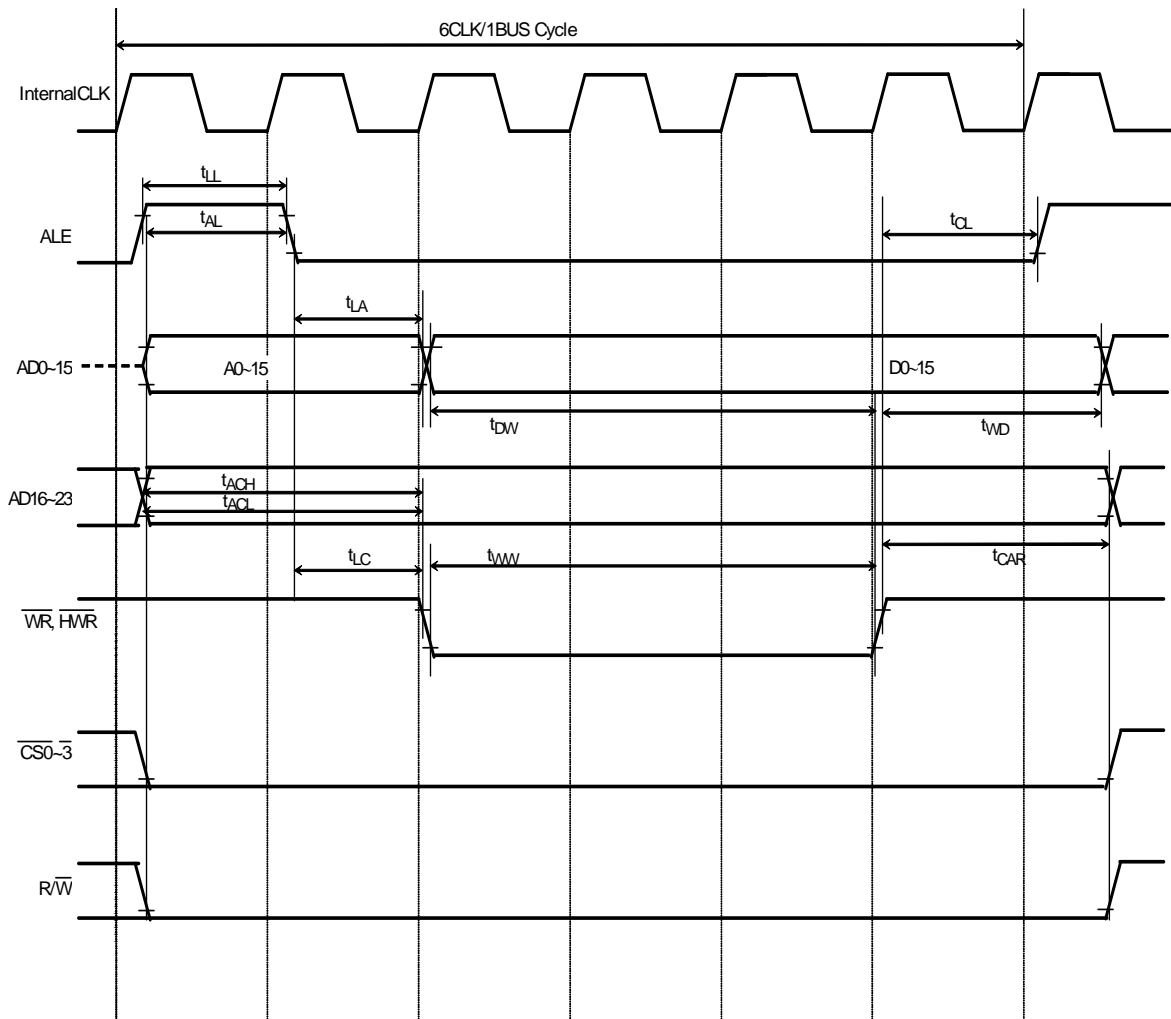 6CLK/1BUS Cycle
InternalCLK
tLL
ALE
tAL
tCL
tLA
AD0~15
A0~15
D0~15
tDW
tWD
AD16~23
tACH
tACL
tLC
tWW
tCAR
WR, HWR
CS0~3
R/W